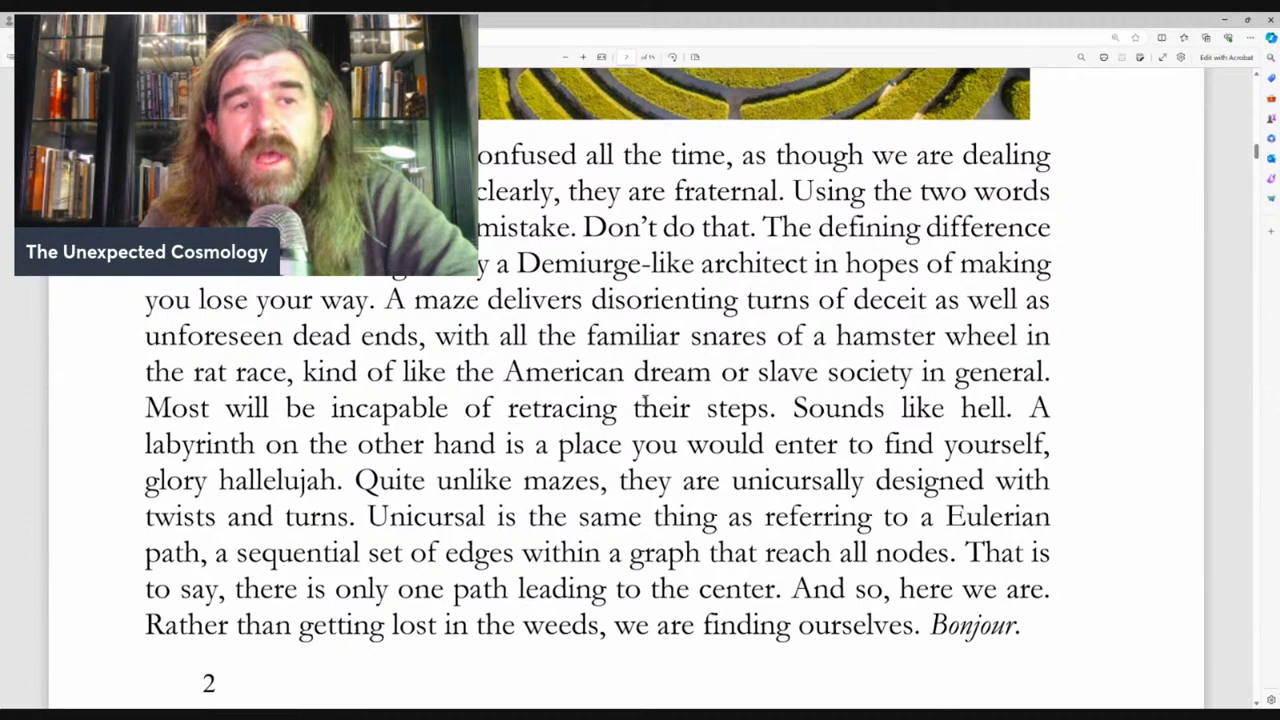 of 15
Edit with Acrobat
The Unexpected Cosmology
onfused all the time, as though we are dealing
clearly, they are fraternal. Using the two words
mistake. Don’t do that. The defining difference
y a Demiurge-like architect in hopes of making
you lose your way. A maze delivers disorienting turns of deceit as well as
unforeseen dead ends, with all the familiar snares of a hamster wheel in
the rat race, kind of like the American dream or slave society in general.
Most will be incapable of retracing their steps. Sounds like hell. A
labyrinth on the other hand is a place you would enter to find yourself,
glory hallelujah. Quite unlike mazes, they are unicursally designed with
twists and turns. Unicursal is the same thing as referring to a Eulerian
path, a sequential set of edges within a graph that reach all nodes. That is
to say, there is only one path leading to the center. And so, here we are.
Rather than getting lost in the weeds, we are finding ourselves. Bonjour.
2